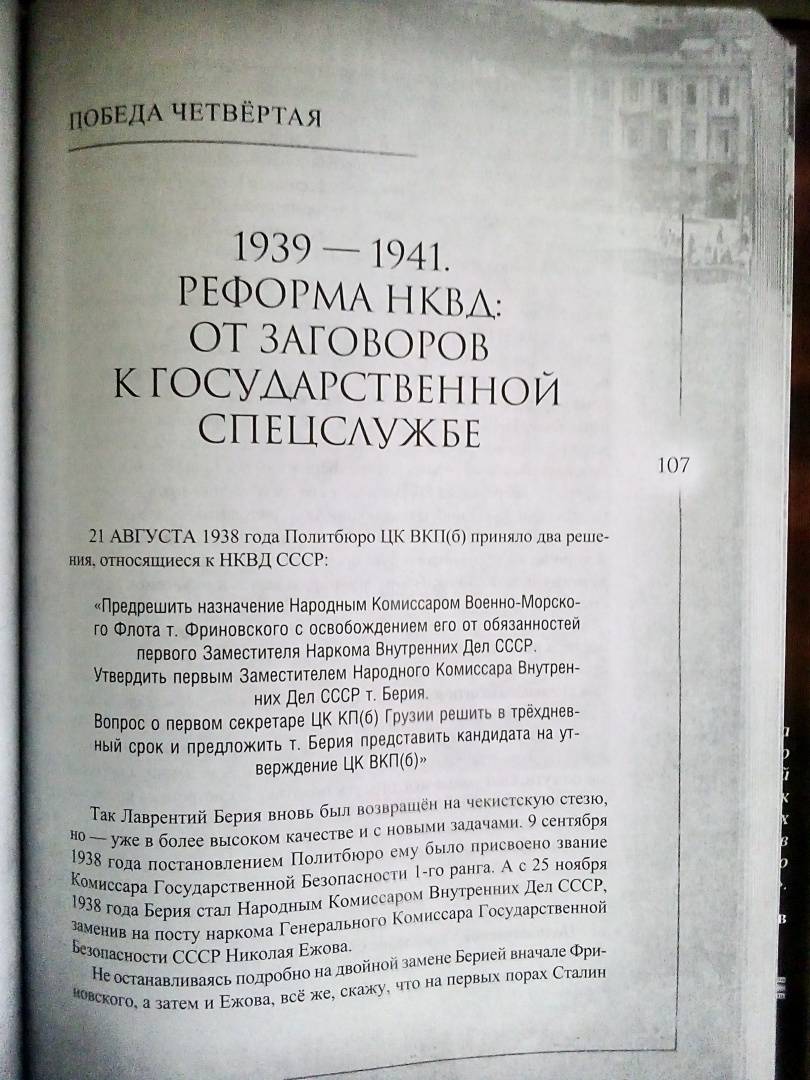 ПОБЕДА ЧЕТВЁРТАЯ
1939 — 1941.
РЕФОРМА НКВД:
ОТ ЗАГОВОРОВ
К ГОСУДАРСТВЕННОЙ
СПЕЦСЛУЖБЕ
107
21 АВГУСТА 1938 года Политбюро ЦК ВКП(б) приняло два реше-
ния, относящиеся к НКВД СССР:
«Предрешить назначение Народным Комиссаром Военно-Морско-
го Флота т. Фриновского с освобождением его от обязанностей
первого Заместителя Наркома Внутренних Дел СССР.
Утвердить первым Заместителем Народного Комиссара Внутрен-
них Дел СССР т. Берия.
Вопрос о первом секретаре ЦК КП(б) Грузии решить в трёхднев-
ный срок и предложить т. Берия представить кандидата на ут-
верждение ЦК ВКП(б)»
Так Лаврентий Берия вновь был возвращён на чекистскую стезю,
но — уже в более высоком качестве и с новыми задачами. 9 сентября
1938 года постановлением Политбюро ему было присвоено звание
Комиссара Государственной Безопасности 1-го ранга. А с 25 ноября
1938 года Берия стал Народным Комиссаром Внутренних Дел СССР,
заменив на посту наркома Генерального Комиссара Государственной
Безопасности СССР Николая Ежова.
Не останавливаясь подробно на двойной замене Берией вначале Фри-
новского, а затем и Ежова, всё же, скажу, что на первых порах Сталин